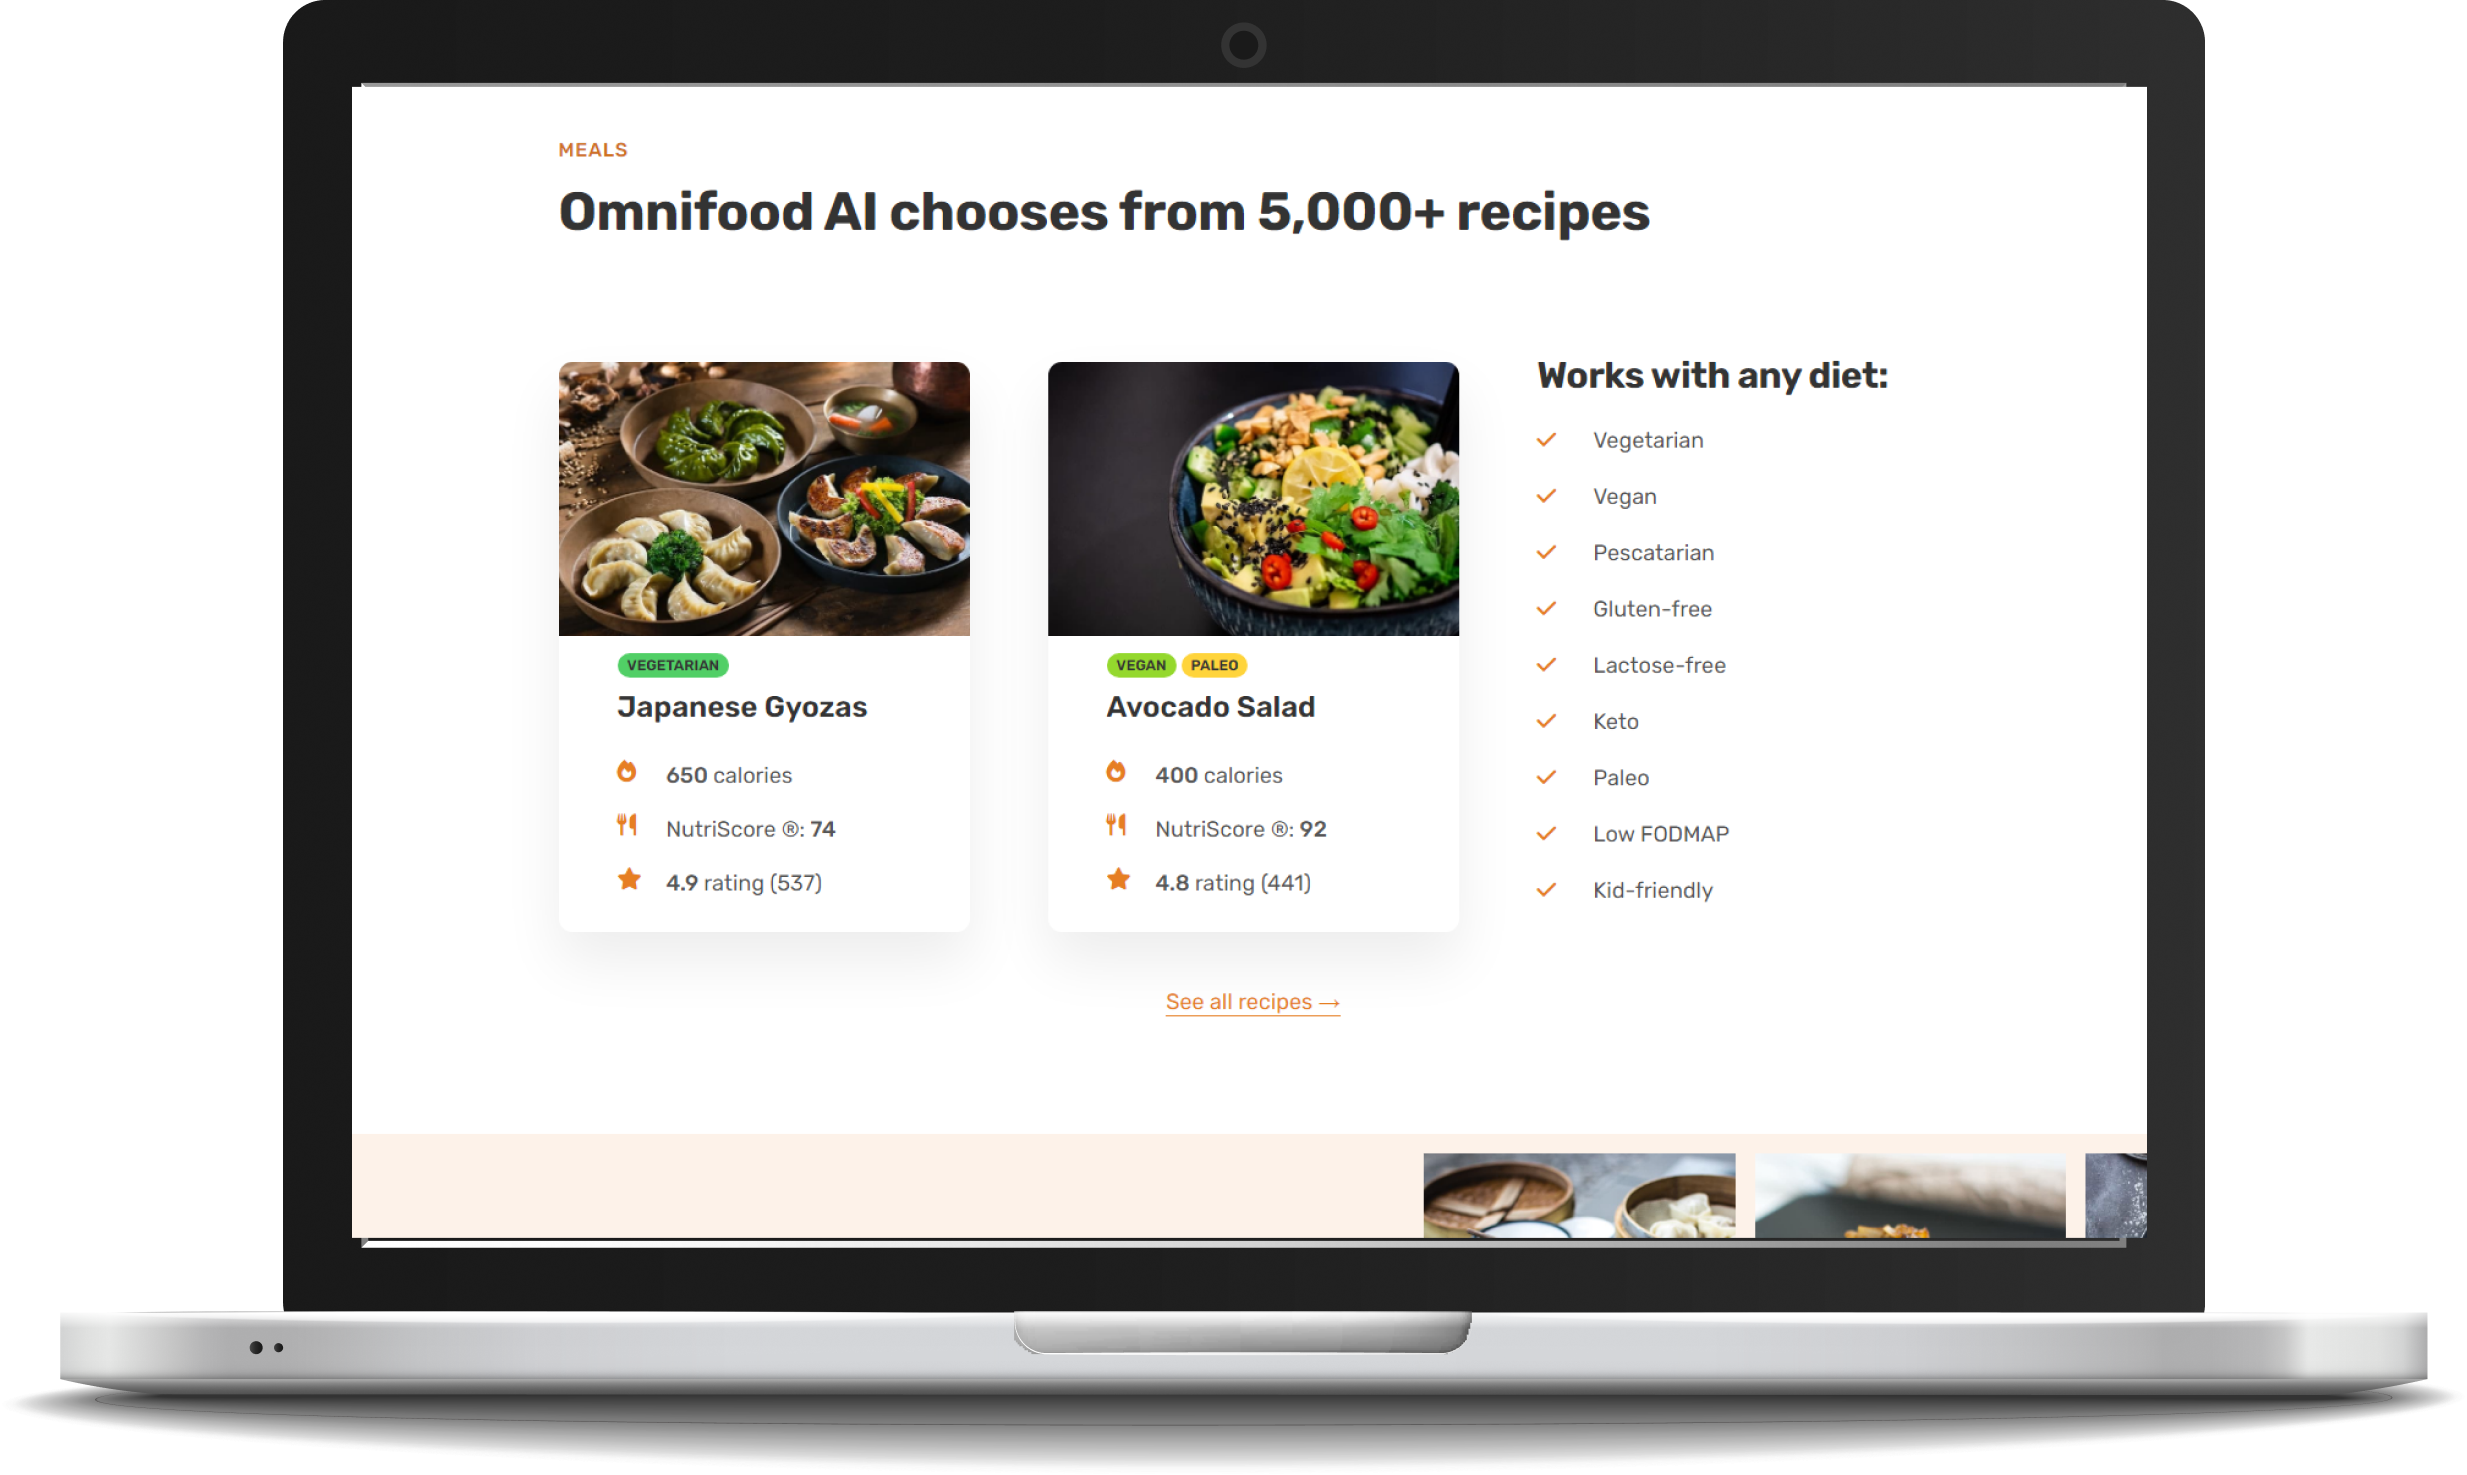 MEALS
Omnifood AI chooses from 5,000+ recipes
VEGETARIAN
Japanese Gyozas
650 calories
NutriScore ®: 74
4.9 rating (537)
VEGAN PALEO
Avocado Salad
400 calories
NutriScore ®: 92
4.8 rating (441)
Works with any diet:
Vegetarian
Vegan
Pescatarian
Gluten-free
Lactose-free
Keto
Paleo
Low FODMAP
Kid-friendly
See all recipes →